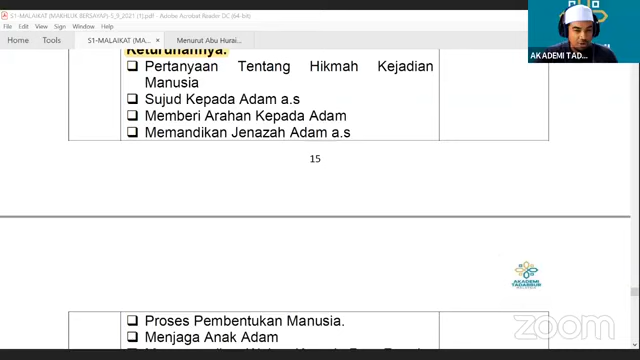 S1-MALAIKAT (MAKHLUK BERSAYAP)-5_9_2021 (1).pdf - Adobe Acrobat Reader DC (64-bit)
File Edit View Sign Window Help
Home Tools S1-MALAIKAT (MA... × Menurut Abu Hurai...
AKADEMI TAD...
Keturunannya.
❑ Pertanyaan Tentang Hikmah Kejadian
Manusia
❑ Sujud Kepada Adam a.s
❑ Memberi Arahan Kepada Adam
❑ Memandikan Jenazah Adam a.s
15
AKADEMI
TADABBUR
❑ Proses Pembentukan Manusia.
❑ Menjaga Anak Adam
zoom